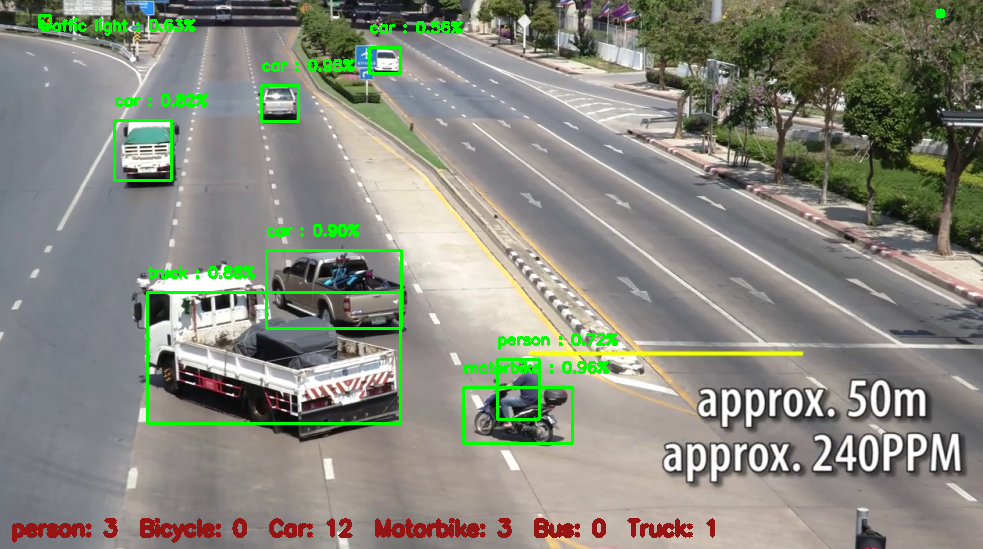 traffic light : 0.63%
car : 0.56%
car : 0.98%
car : 0.82%
car : 0.90%
truck : 0.88%
person : 0.72%
motorbike : 0.96%
approx. 50m
approx. 240PPM
person: 3 Bicycle: 0 Car: 12 Motorbike: 3 Bus: 0 Truck: 1